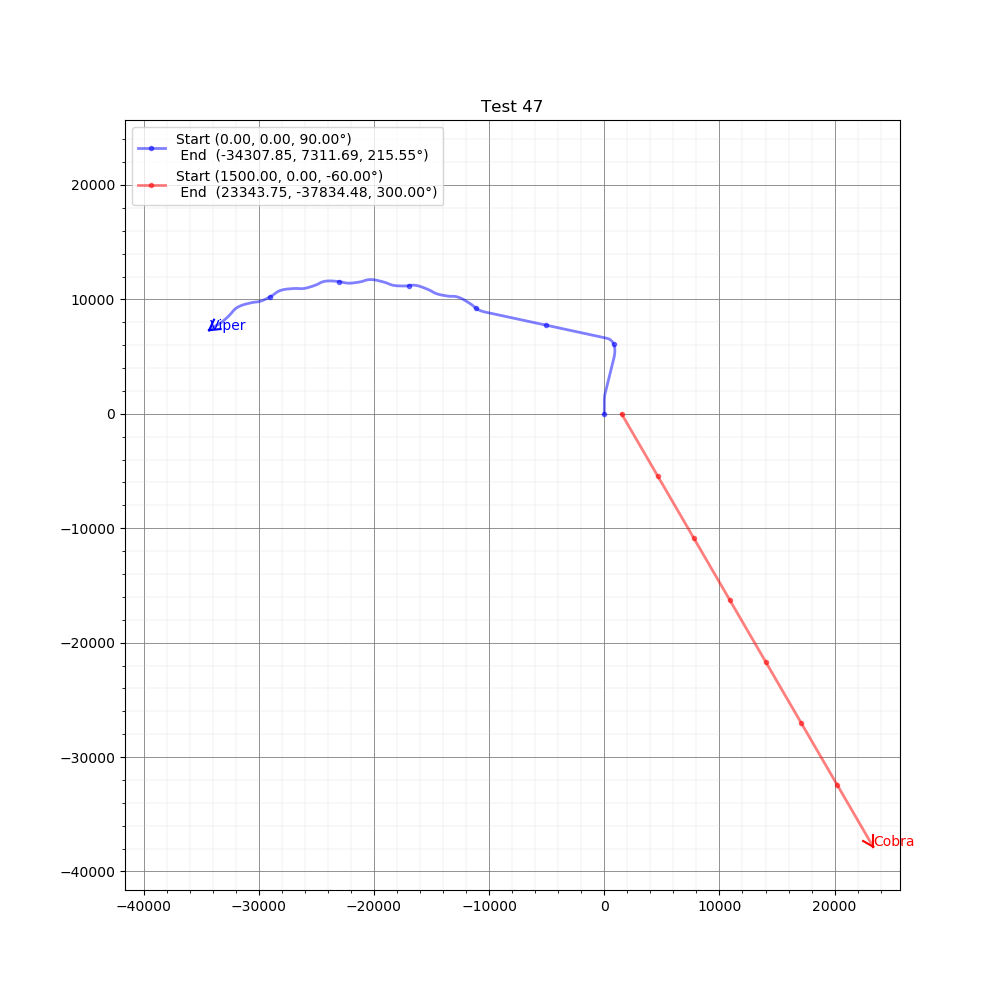 Test 47
Start (0.00, 0.00, 90.00°)
End  (-34307.85, 7311.69, 215.55°)
Start (1500.00, 0.00, -60.00°)
End  (23343.75, -37834.48, 300.00°)
20000
10000
0
−10000
−20000
−30000
−40000
Viper
Cobra
−40000
−30000
−20000
−10000
0
10000
20000